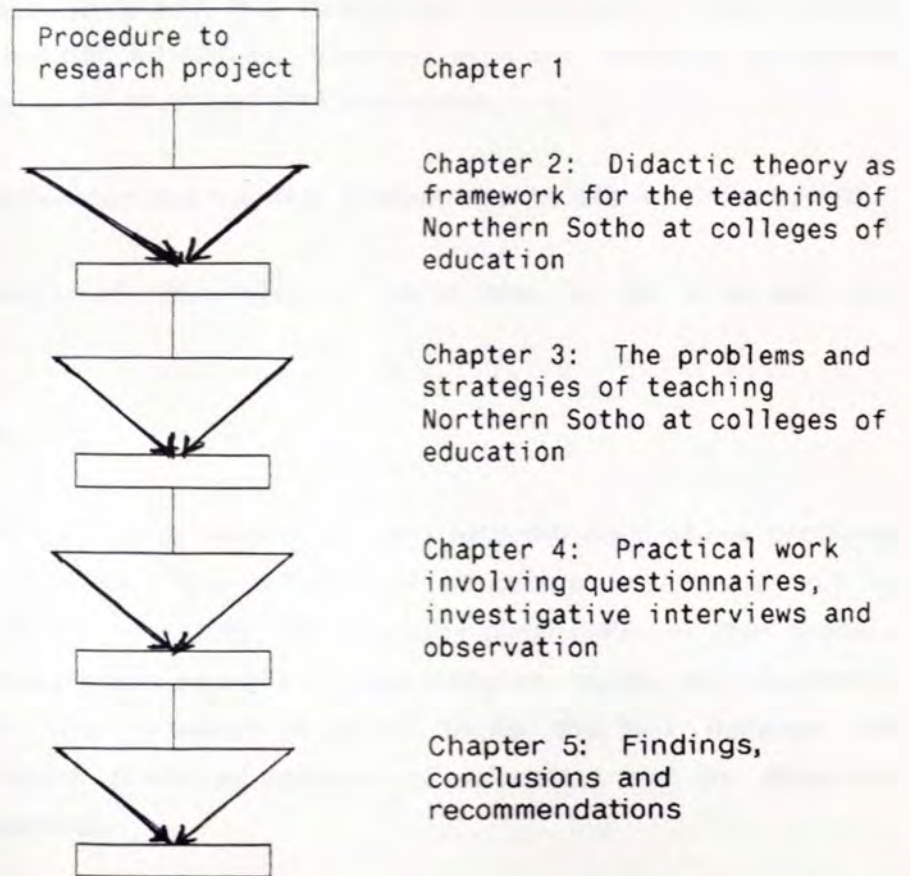 Procedure to
research project
Chapter 1
Chapter 2: Didactic theory as
framework for the teaching of
Northern Sotho at colleges of
education
Chapter 3: The problems and
strategies of teaching
Northern Sotho at colleges of
education
Chapter 4: Practical work
involving questionnaires,
investigative interviews and
observation
Chapter 5: Findings,
conclusions and
recommendations